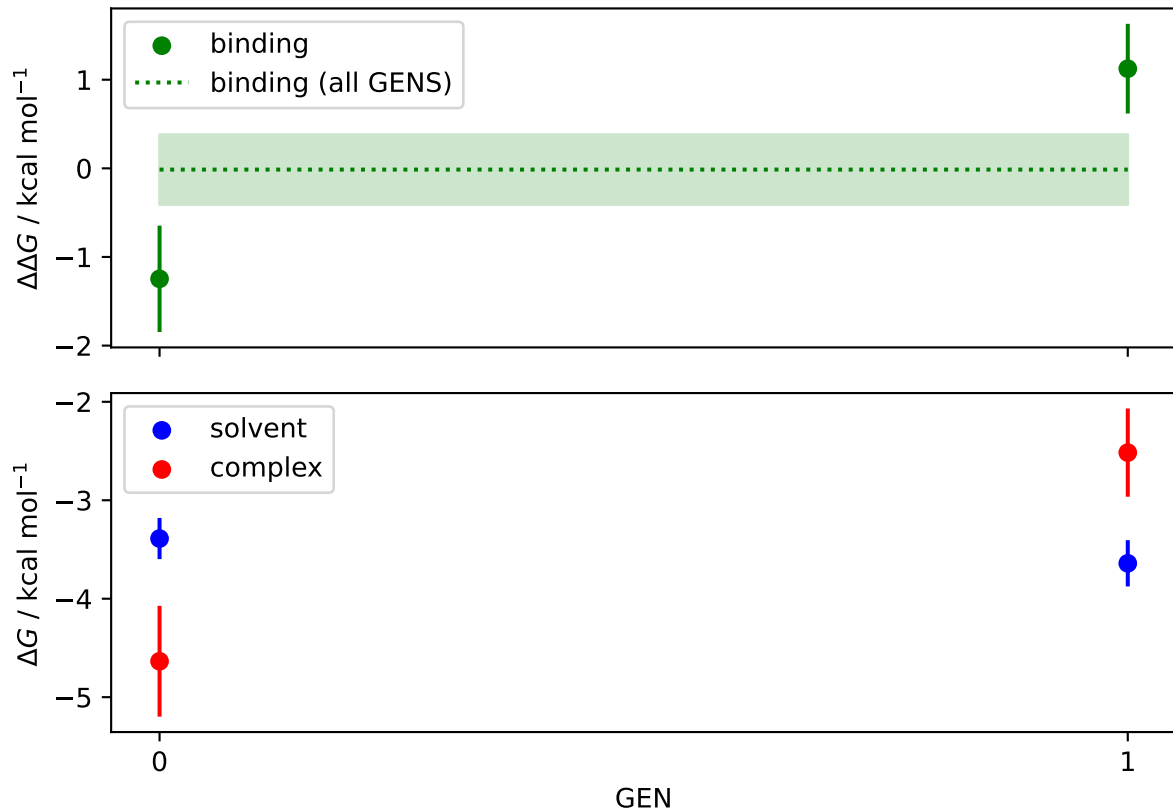 binding
binding (all GENS)
1
0
−1
−2
ΔΔG / kcal mol⁻¹
solvent
complex
−2
−3
−4
−5
ΔG / kcal mol⁻¹
0
1
GEN